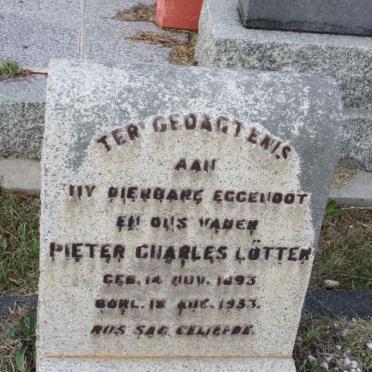 TER GEDAGTENIS
AAN
MY DIERBARE EGGENOOT
EN ONS VADER
PIETER CHARLES LÖTTER
GEB. 14 NOV. 1893
OORL. 18 AUG. 1953.
RUS SAG GELIEFDE.